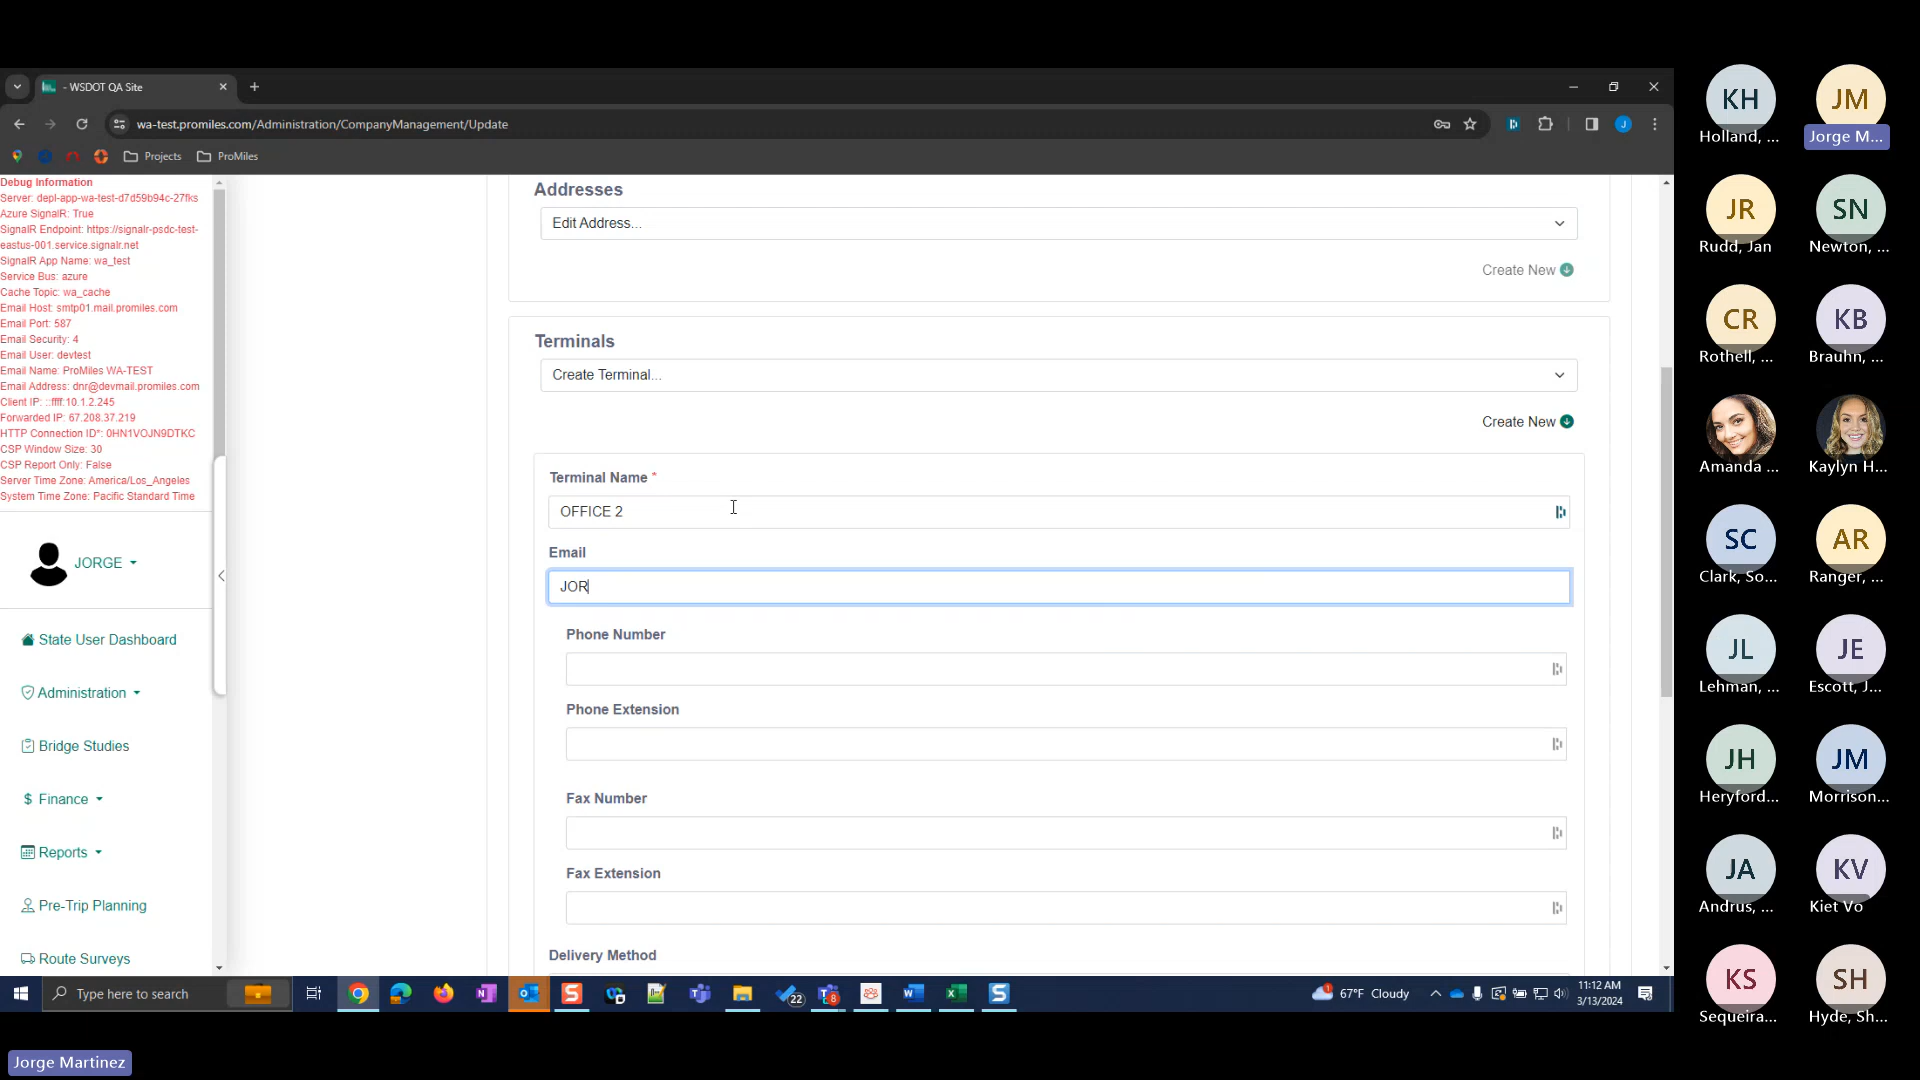 - WSDOT QA Site
wa-test.promiles.com/Administration/CompanyManagement/Update
Projects
ProMiles
Debug Information
Server: depl-app-wa-test-d7d59b94c-27fks
Azure SignalR: True
SignalR Endpoint: https://signalr-psdc-test-
eastus-001.service.signalr.net
SignalR App Name: wa_test
Service Bus: azure
Cache Topic: wa_cache
Email Host: smtp01.mail.promiles.com
Email Port: 587
Email Security: 4
Email User: devtest
Email Name: ProMiles WA-TEST
Email Address: dnr@devmail.promiles.com
Client IP: ::ffff:10.1.2.245
Forwarded IP: 67.208.37.219
HTTP Connection ID*: 0HN1VOJN9DTKC
CSP Window Size: 30
CSP Report Only: False
Server Time Zone: America/Los_Angeles
System Time Zone: Pacific Standard Time
JORGE
State User Dashboard
Administration
Bridge Studies
$ Finance
Reports
Pre-Trip Planning
Route Surveys
Addresses
Edit Address...
Create New
Terminals
Create Terminal...
Create New
Terminal Name *
OFFICE 2
Email
JOR
Phone Number
Phone Extension
Fax Number
Fax Extension
Delivery Method
Type here to search
22
8
67°F Cloudy
11:12 AM
3/13/2024
KH
Holland, ...
JM
Jorge M...
JR
Rudd, Jan
SN
Newton, ...
CR
Rothell, ...
KB
Brauhn, ...
Amanda ...
Kaylyn H...
SC
Clark, So...
AR
Ranger, ...
JL
Lehman, ...
JE
Escott, J...
JH
Heryford...
JM
Morrison...
JA
Andrus, ...
KV
Kiet Vo
KS
Sequeira...
SH
Hyde, Sh...
Jorge Martinez